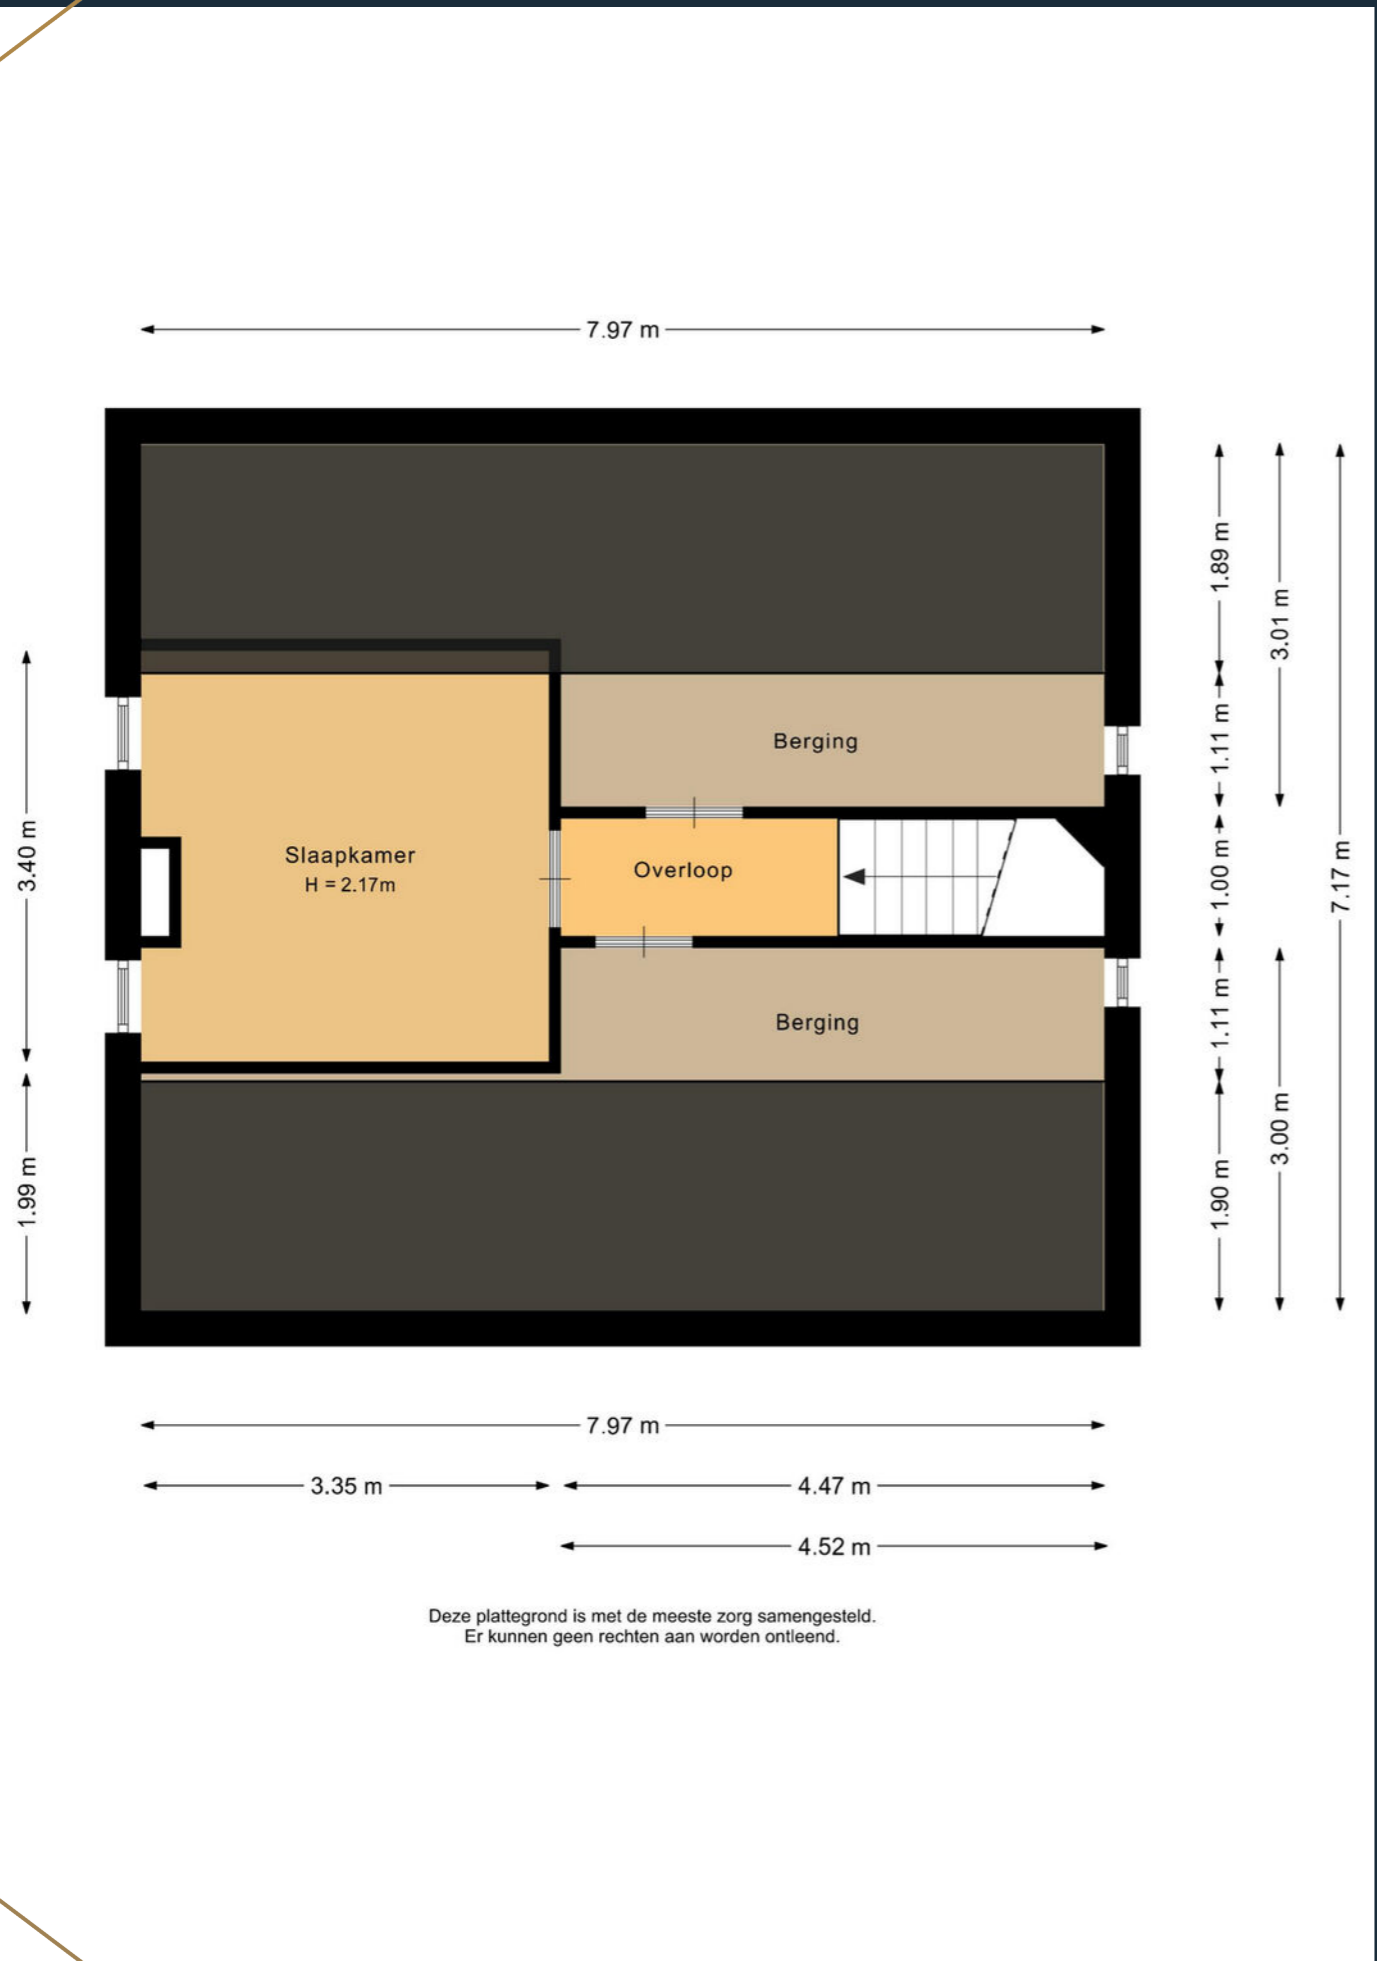 7.97 m
1.89 m
3.01 m
1.11 m
Berging
3.40 m
Slaapkamer
H = 2.17m
Overloop
1.00 m
7.17 m
1.11 m
Berging
1.99 m
1.90 m
3.00 m
7.97 m
3.35 m
4.47 m
4.52 m
Deze plattegrond is met de meeste zorg samengesteld.
Er kunnen geen rechten aan worden ontleend.